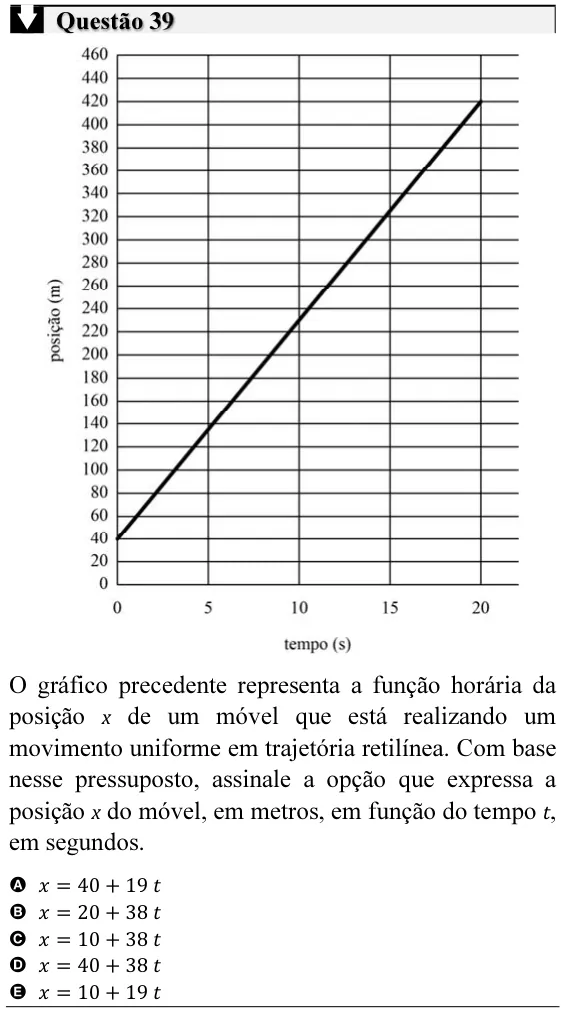 Questão 39
460
440
420
400
380
360
340
320
300
280
260
240
220
200
180
160
140
120
100
80
60
40
20
0
posição (m)
0 5 10 15 20
tempo (s)
O gráfico precedente representa a função horária da
posição x de um móvel que está realizando um
movimento uniforme em trajetória retilínea. Com base
nesse pressuposto, assinale a opção que expressa a
posição x do móvel, em metros, em função do tempo t,
em segundos.
A x = 40 + 19 t
B x = 20 + 38 t
C x = 10 + 38 t
D x = 40 + 38 t
E x = 10 + 19 t